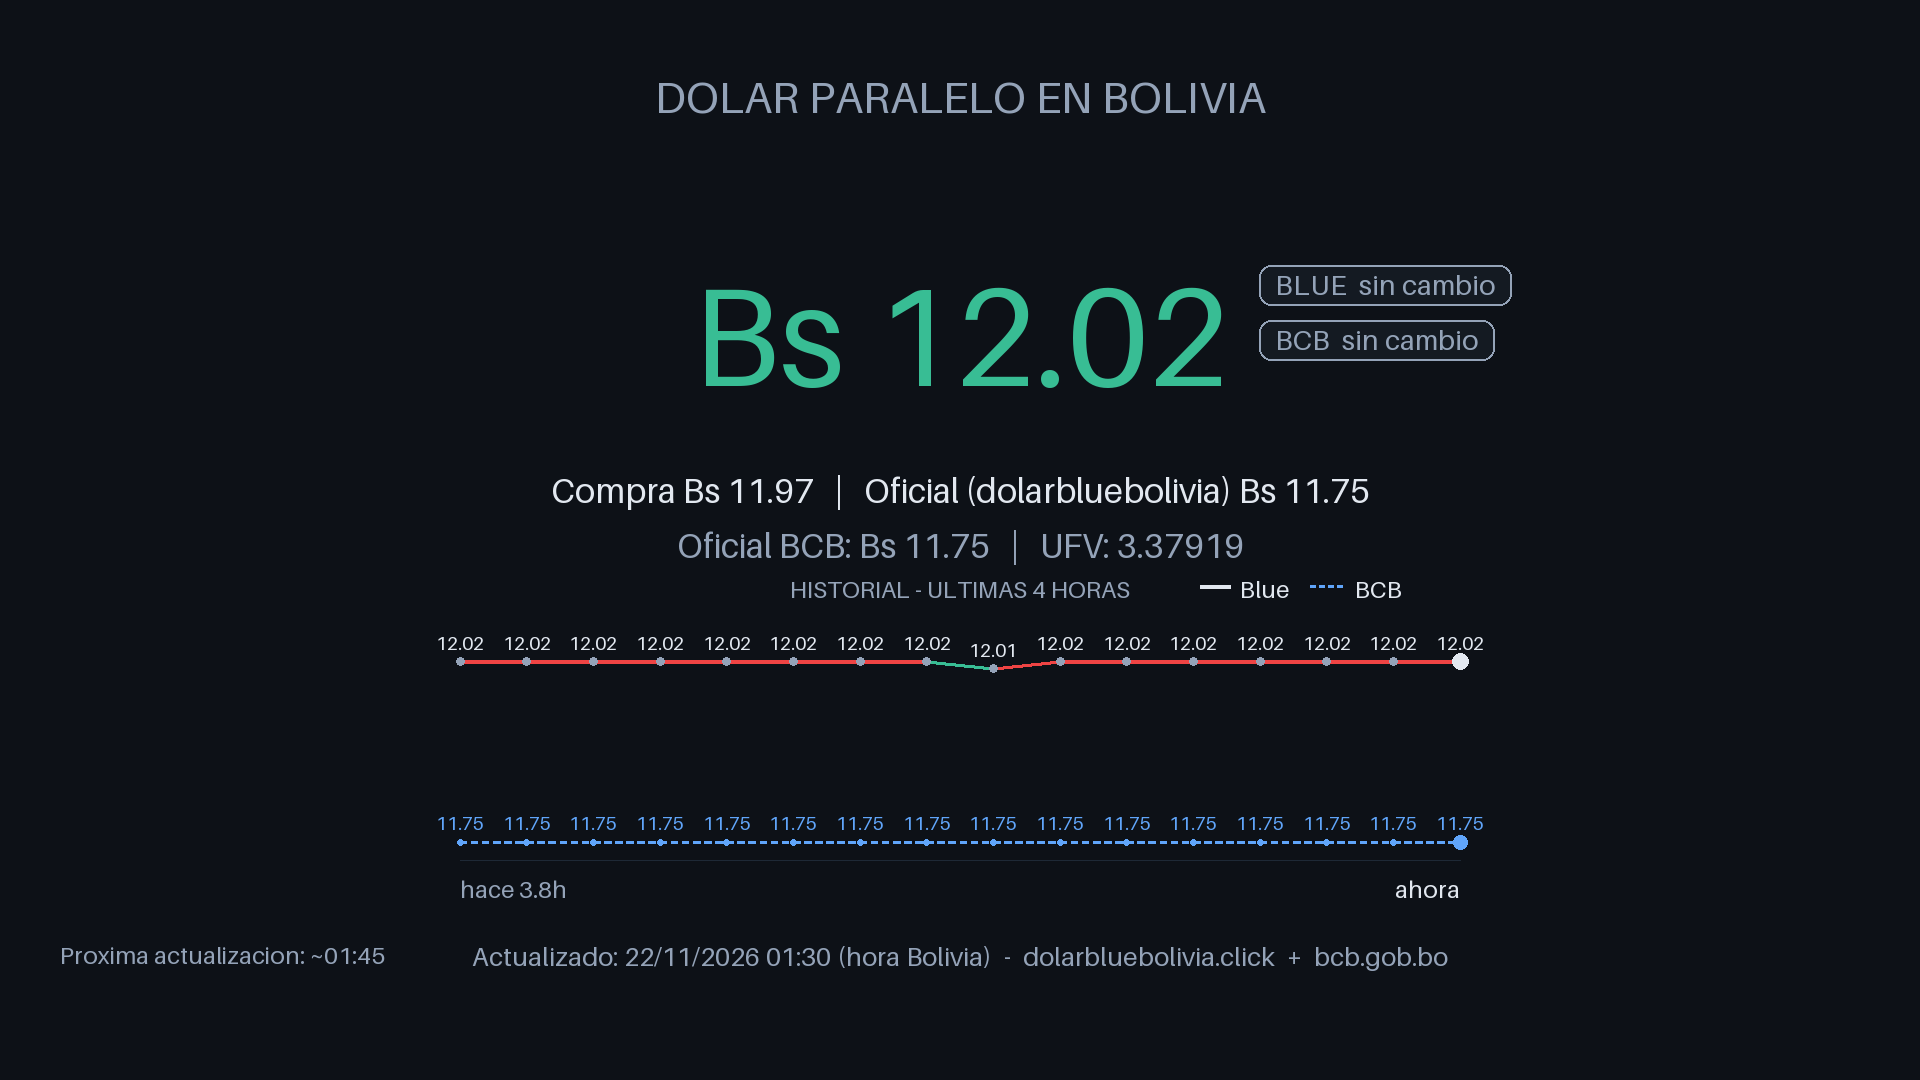 DOLAR PARALELO EN BOLIVIA
Bs 12.02
BLUE sin cambio
BCB sin cambio
Compra Bs 11.97 | Oficial (dolarbluebolivia) Bs 11.75
Oficial BCB: Bs 11.75 | UFV: 3.37919
HISTORIAL - ULTIMAS 4 HORAS
Blue
BCB
12.02 12.02 12.02 12.02 12.02 12.02 12.02 12.02 12.01 12.02 12.02 12.02 12.02 12.02 12.02 12.02
11.75 11.75 11.75 11.75 11.75 11.75 11.75 11.75 11.75 11.75 11.75 11.75 11.75 11.75 11.75 11.75
hace 3.8h
ahora
Proxima actualizacion: ~01:45
Actualizado: 22/11/2026 01:30 (hora Bolivia) - dolarbluebolivia.click + bcb.gob.bo